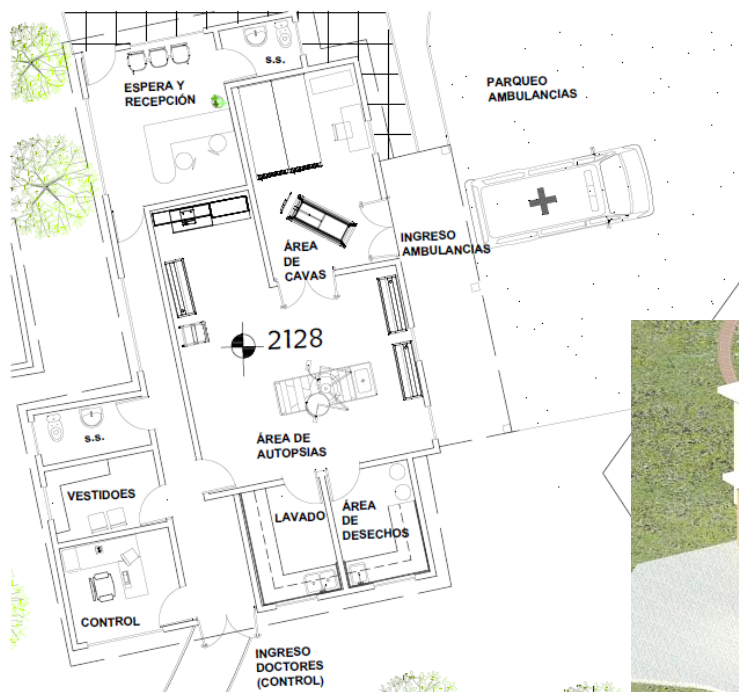 s.s.
ESPERA Y
RECEPCIÓN
PARQUEO
AMBULANCIAS
ÁREA
DE
CAVAS
INGRESO
AMBULANCIAS
2128
s.s.
ÁREA DE
AUTOPSIAS
VESTIDOES
LAVADO
ÁREA
DE
DESECHOS
CONTROL
INGRESO
DOCTORES
(CONTROL)